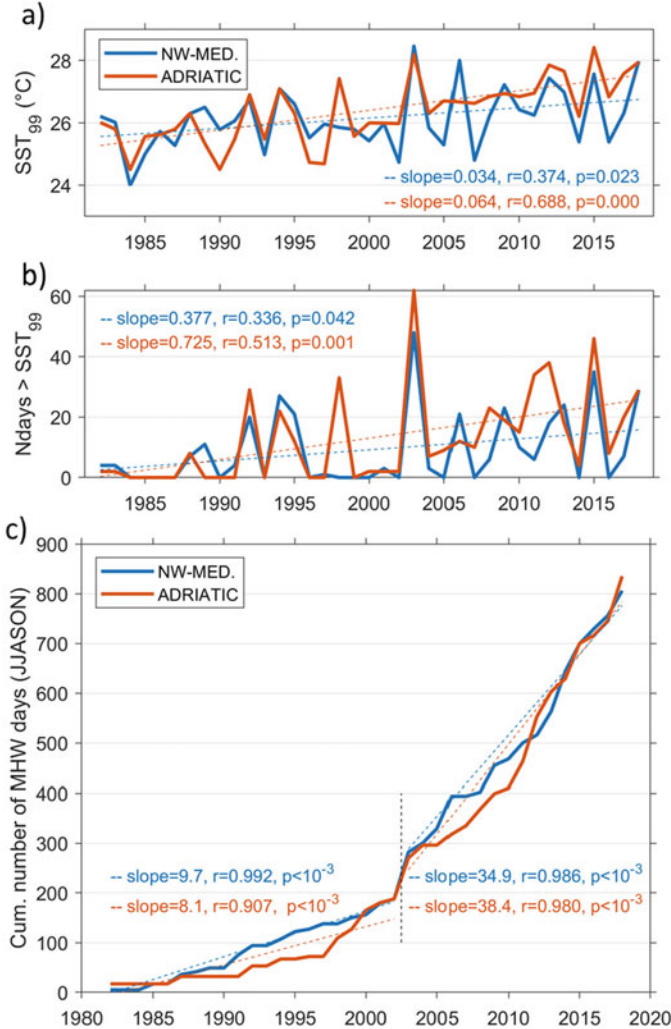 a)
NW-MED.
ADRIATIC
SST99 (°C)
28
26
24
-- slope=0.034, r=0.374, p=0.023
-- slope=0.064, r=0.688, p=0.000
1985 1990 1995 2000 2005 2010 2015
b)
Ndays > SST99
60
40
20
0
-- slope=0.377, r=0.336, p=0.042
-- slope=0.725, r=0.513, p=0.001
1985 1990 1995 2000 2005 2010 2015
c)
NW-MED.
ADRIATIC
Cum. number of MHW days (JJASON)
900
800
700
600
500
400
300
200
100
0
-- slope=9.7, r=0.992, p<10-3
-- slope=8.1, r=0.907, p<10-3
-- slope=34.9, r=0.986, p<10-3
-- slope=38.4, r=0.980, p<10-3
1980 1985 1990 1995 2000 2005 2010 2015 2020